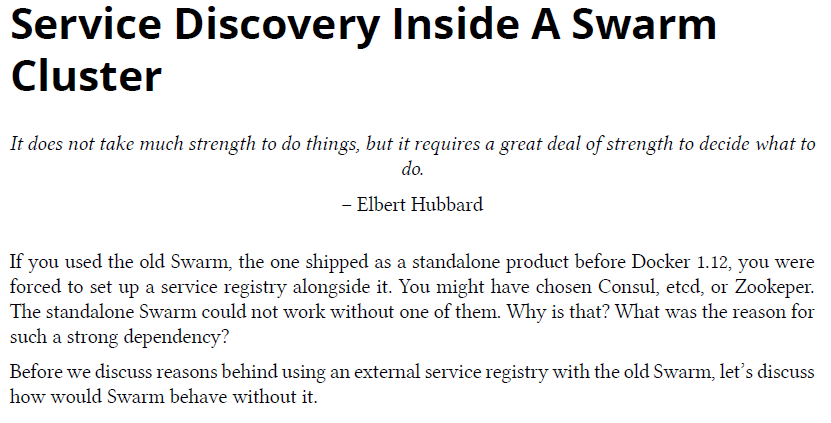 Service Discovery Inside A Swarm
Cluster
It does not take much strength to do things, but it requires a great deal of strength to decide what to
do.
– Elbert Hubbard
If you used the old Swarm, the one shipped as a standalone product before Docker 1.12, you were
forced to set up a service registry alongside it. You might have chosen Consul, etcd, or Zookeper.
The standalone Swarm could not work without one of them. Why is that? What was the reason for
such a strong dependency?
Before we discuss reasons behind using an external service registry with the old Swarm, let’s discuss
how would Swarm behave without it.